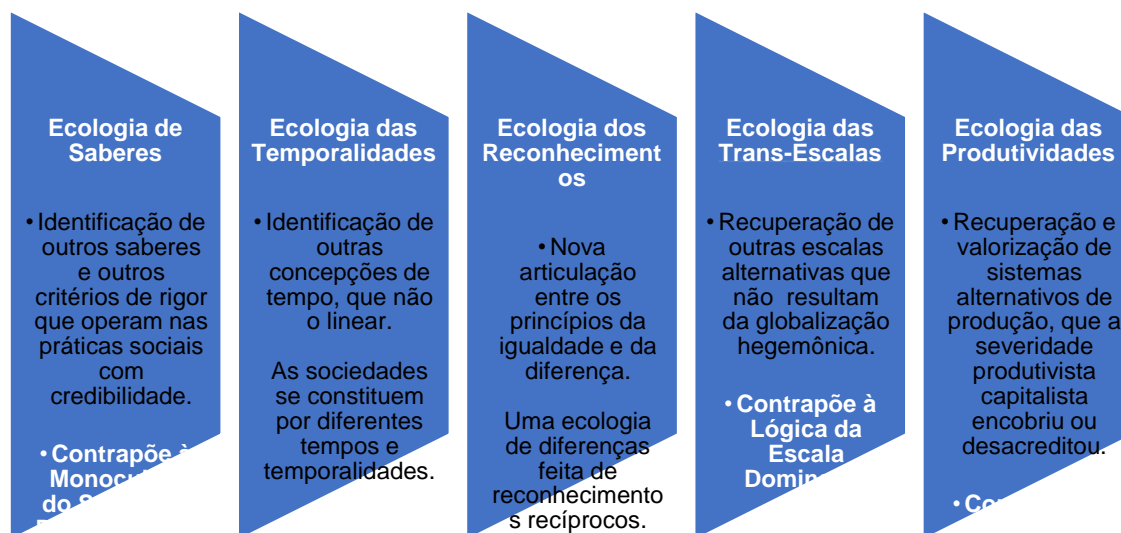 Ecologia de
Saberes
• Identificação de
outros saberes
e outros
critérios de rigor
que operam nas
práticas sociais
com
credibilidade.
• Contrapõe à
do
Ecologia das
Temporalidades
• Identificação de
outras
concepções de
tempo, que não
o linear.
As sociedades
se constituem
por diferentes
tempos e
temporalidades.
Ecologia dos
Reconheciment
os
• Nova
articulação
entre os
princípios da
igualdade e da
diferença.
Uma ecologia
de diferenças
feita de
reconhecimento
s recíprocos.
Ecologia das
Trans-Escalas
• Recuperação de
outras escalas
alternativas que
não resultam
da globalização
hegemônica.
• Contrapõe à
Lógica da
Escala
Ecologia das
Produtividades
• Recuperação e
valorização de
sistemas
alternativos de
produção, que a
severidade
produtivista
capitalista
encobriu ou
desacreditou.